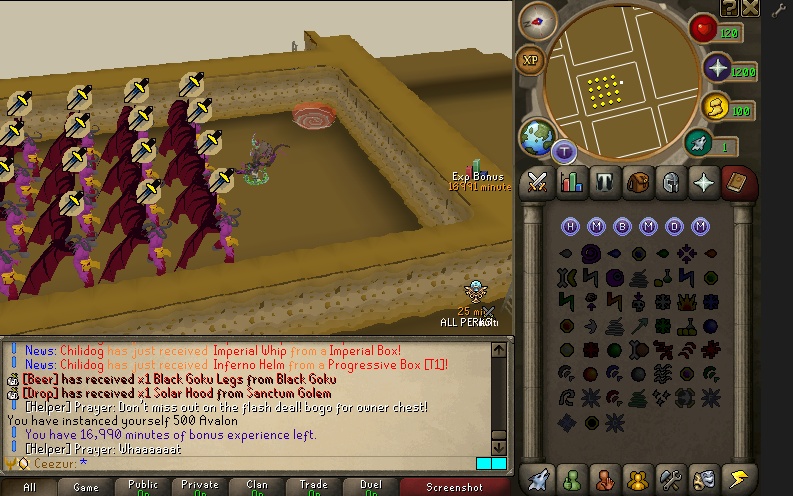 120
XP
1200
100
1
T
Exp Bonus
16991 minute
T
H M B M D M
25 mi
ALL PERKS
Multi
News: Chilidog has just received Imperial Whip from a Imperial Box!
News: Chilidog has just received Inferno Helm from a Progressive Box [T1]!
[Beer] has received x1 Black Goku Legs from Black Goku
[Drop] has received x1 Solar Hood from Sanctum Golem
[Helper] Prayer: Don't miss out on the flash deal! bogo for owner chest!
You have instanced yourself 500 Avalon
You have 16,990 minutes of bonus experience left.
[Helper] Prayer: Whaaaaaat
Ceezur: *
All Game Public Private Clan Trade Duel Screenshot
On On On On On